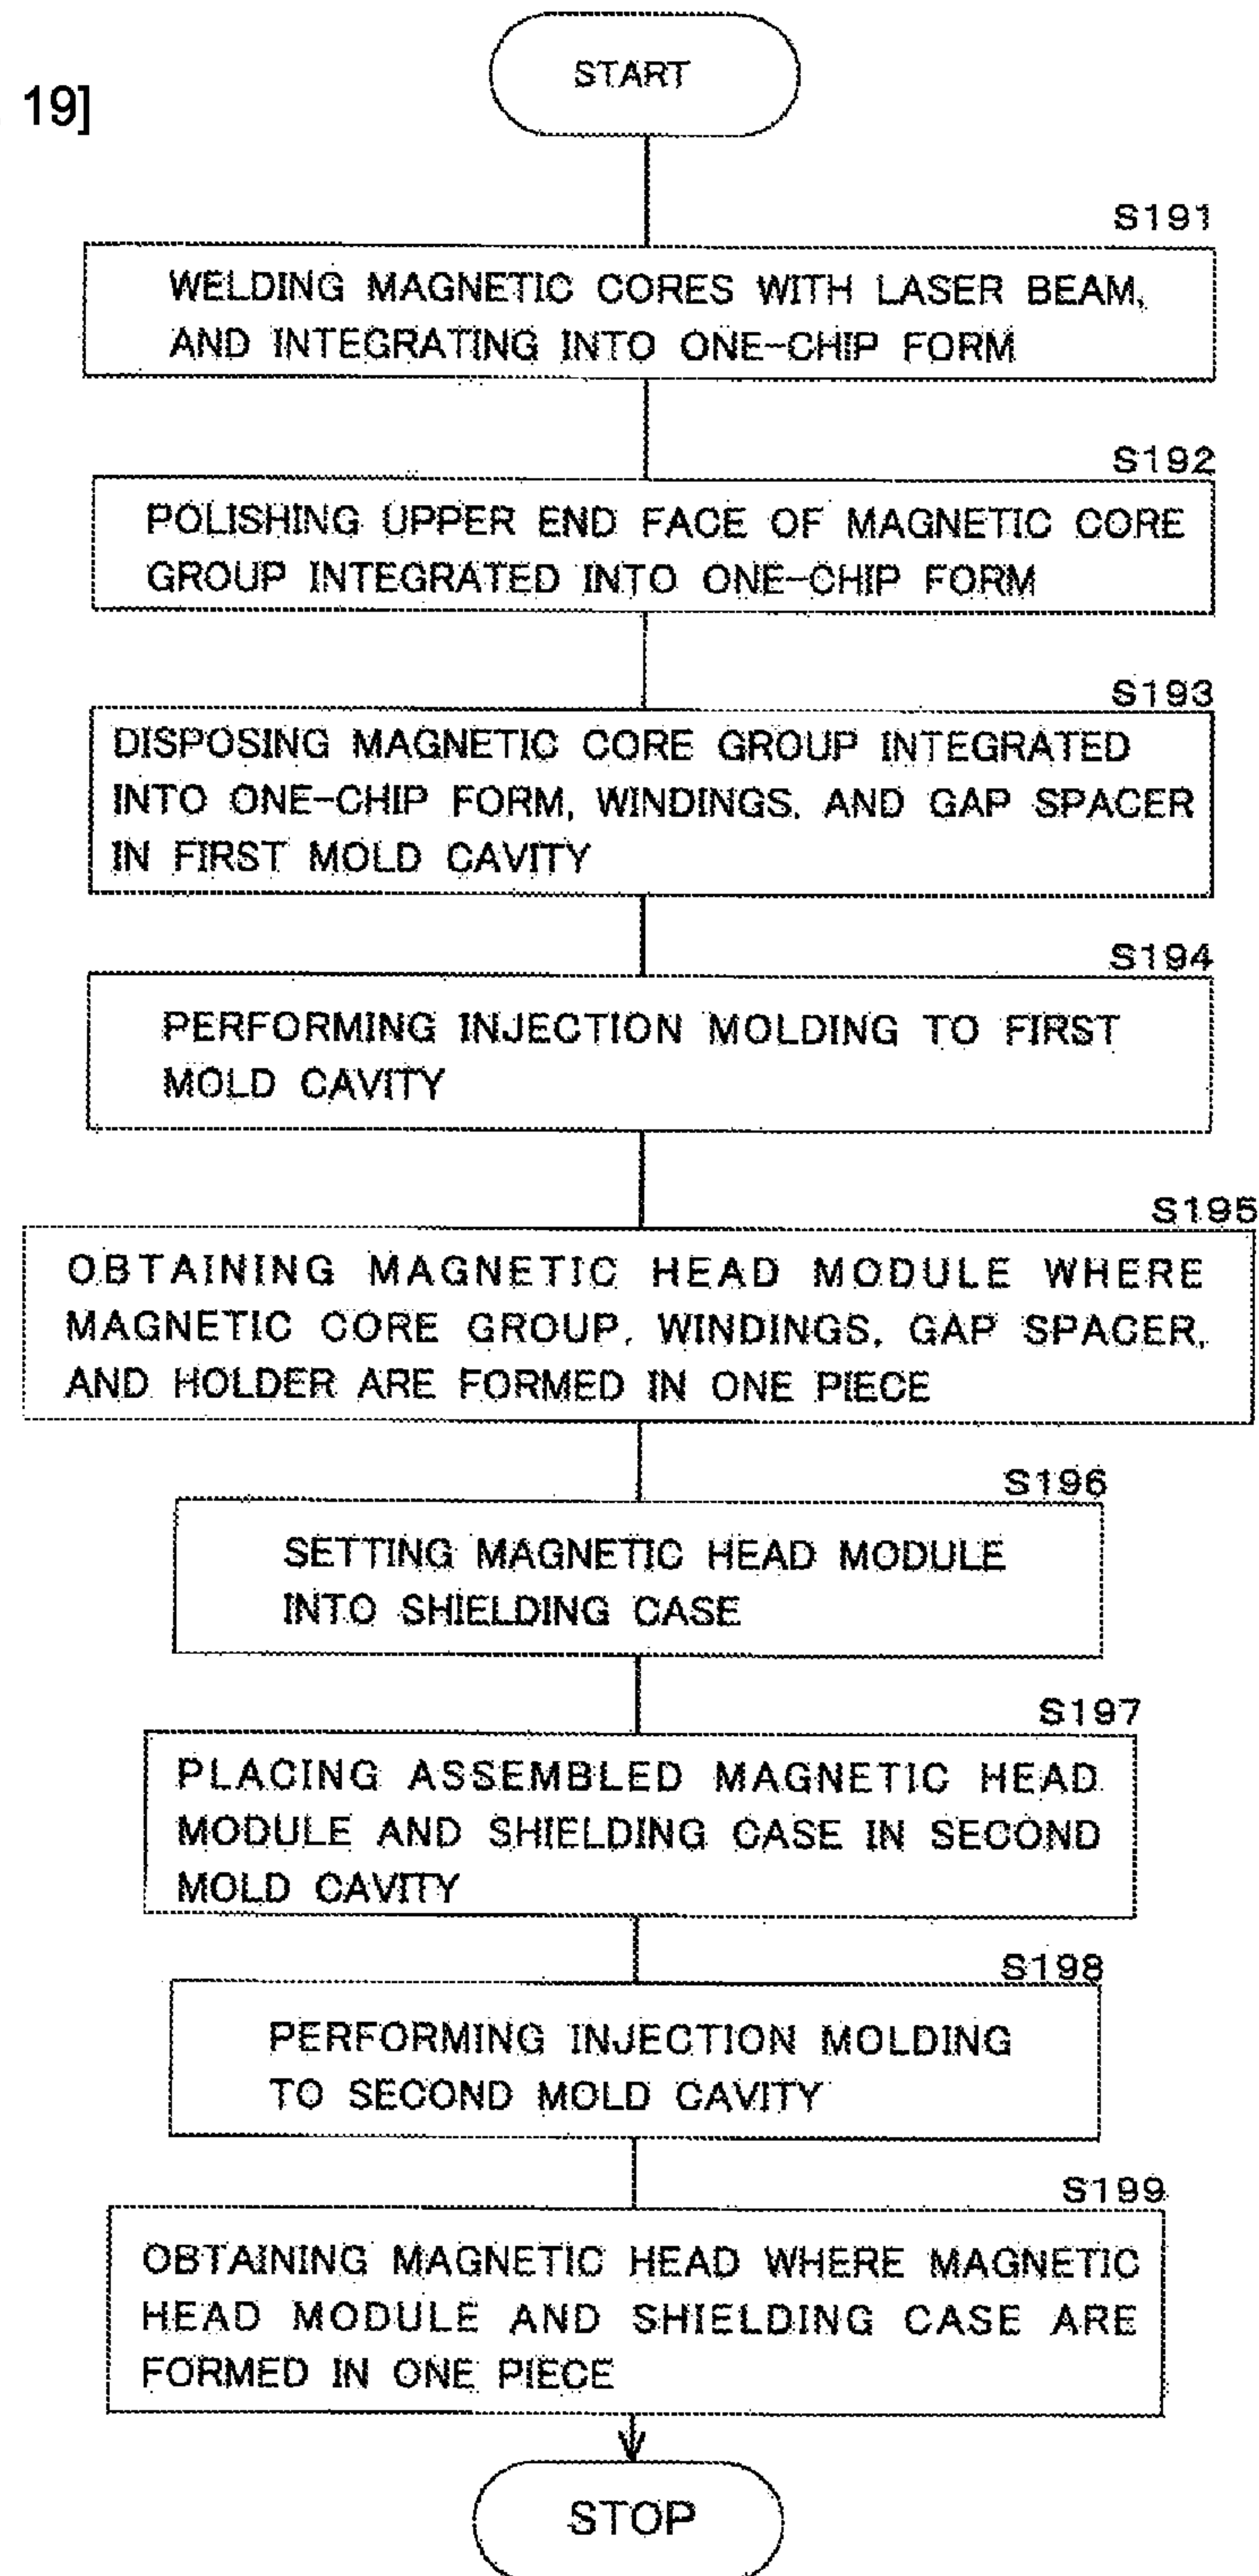 START
19]
S191
WELDING MAGNETIC CORES WITH LASER BEAM,
AND INTEGRATING INTO ONE-CHIP FORM
S192
POLISHING UPPER END FACE OF MAGNETIC CORE
GROUP INTEGRATED INTO ONE-CHIP FORM
S193
DISPOSING MAGNETIC CORE GROUP INTEGRATED
INTO ONE-CHIP FORM, WINDINGS, AND GAP SPACER
IN FIRST MOLD CAVITY
S194
PERFORMING INJECTION MOLDING TO FIRST
MOLD CAVITY
S195
OBTAINING MAGNETIC HEAD MODULE WHERE
MAGNETIC CORE GROUP, WINDINGS, GAP SPACER,
AND HOLDER ARE FORMED IN ONE PIECE
S196
SETTING MAGNETIC HEAD MODULE
INTO SHIELDING CASE
S197
PLACING ASSEMBLED MAGNETIC HEAD
MODULE AND SHIELDING CASE IN SECOND
MOLD CAVITY
S198
PERFORMING INJECTION MOLDING
TO SECOND MOLD CAVITY
S199
OBTAINING MAGNETIC HEAD WHERE MAGNETIC
HEAD MODULE AND SHIELDING CASE ARE
FORMED IN ONE PIECE
STOP